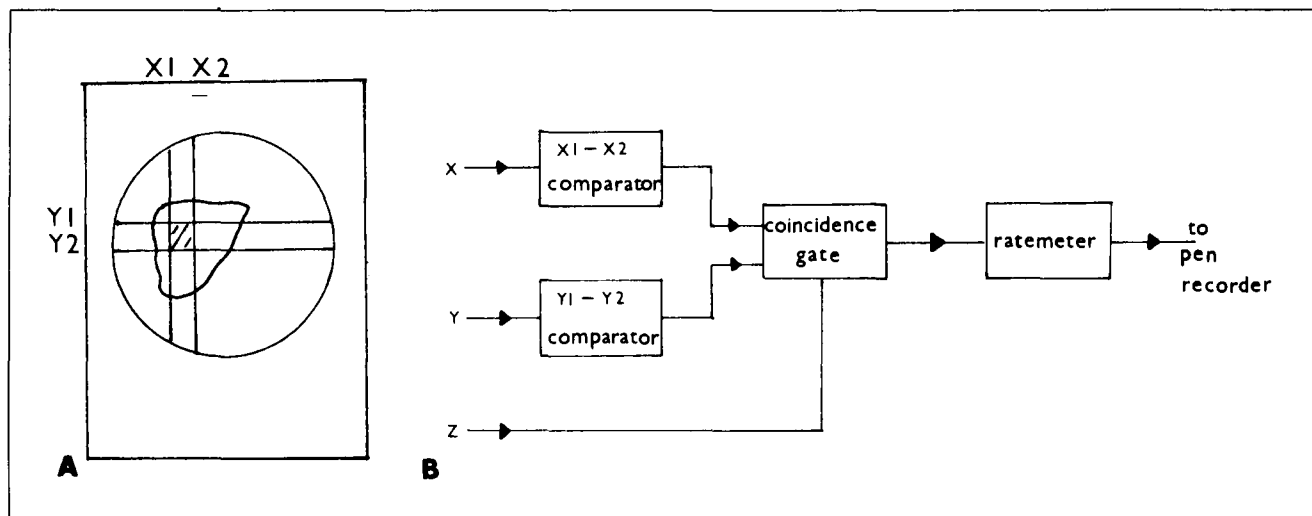 X1 X2
Y1
Y2
A
X
X1 – X2
comparator
Y
Y1 – Y2
comparator
Z
coincidence
gate
ratemeter
to
pen
recorder
B